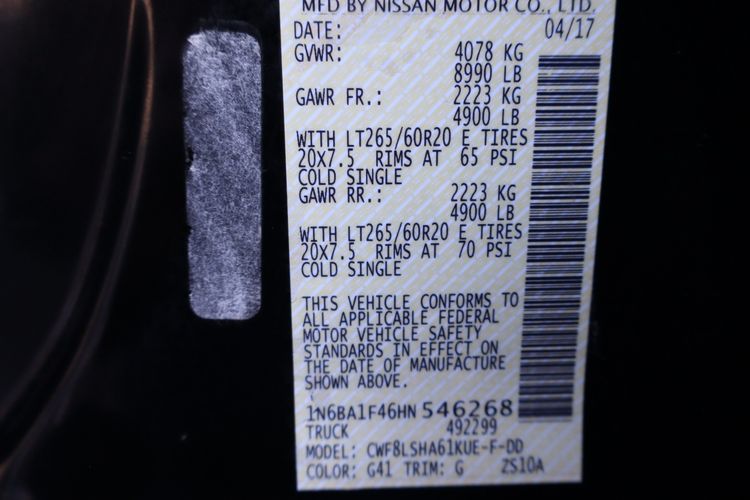 MFD BY NISSAN MOTOR CO., LTD.
DATE: 04/17
GVWR: 4078 KG
8990 LB
GAWR FR.: 2223 KG
4900 LB
WITH LT265/60R20 E TIRES
20X7.5 RIMS AT 65 PSI
COLD SINGLE
GAWR RR.: 2223 KG
4900 LB
WITH LT265/60R20 E TIRES
20X7.5 RIMS AT 70 PSI
COLD SINGLE
THIS VEHICLE CONFORMS TO
ALL APPLICABLE FEDERAL
MOTOR VEHICLE SAFETY
STANDARDS IN EFFECT ON
THE DATE OF MANUFACTURE
SHOWN ABOVE.
1N6BA1F46HN 546268
TRUCK 492299
MODEL: CWF8LSHA61KUE-F-DD
COLOR: G41 TRIM: G ZS10A